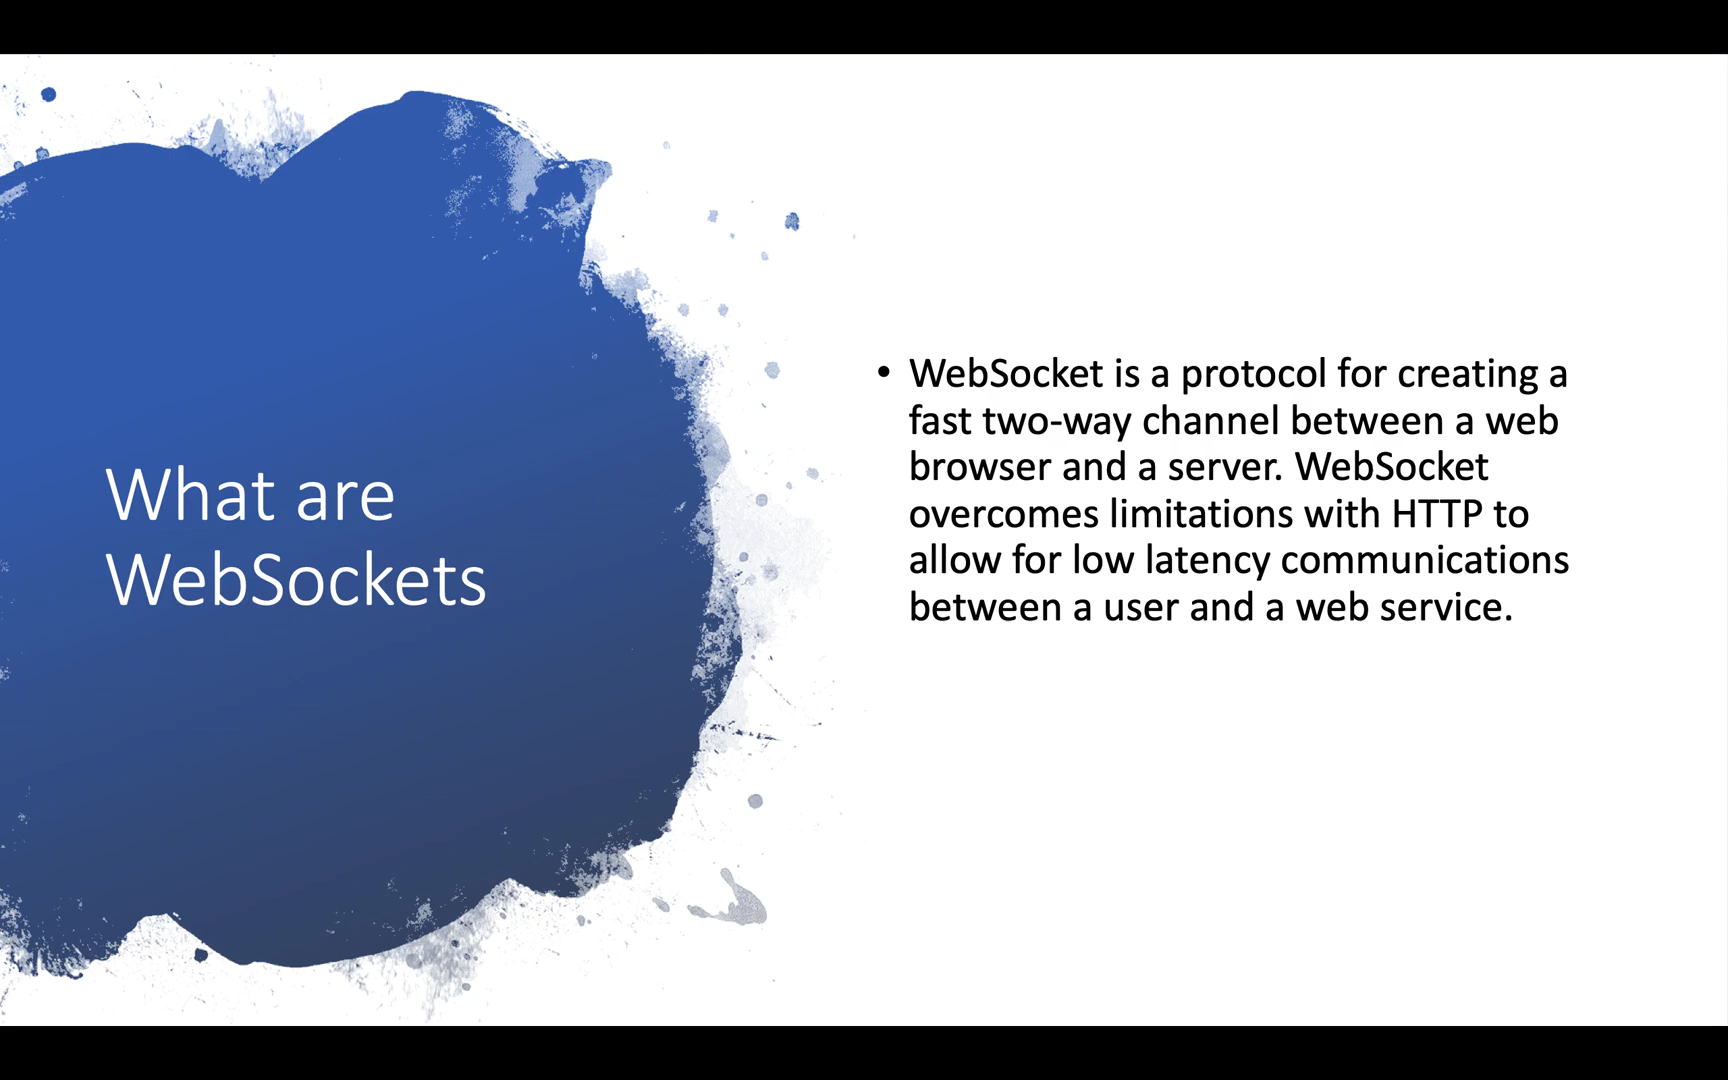 What are
WebSockets
• WebSocket is a protocol for creating a
fast two-way channel between a web
browser and a server. WebSocket
overcomes limitations with HTTP to
allow for low latency communications
between a user and a web service.